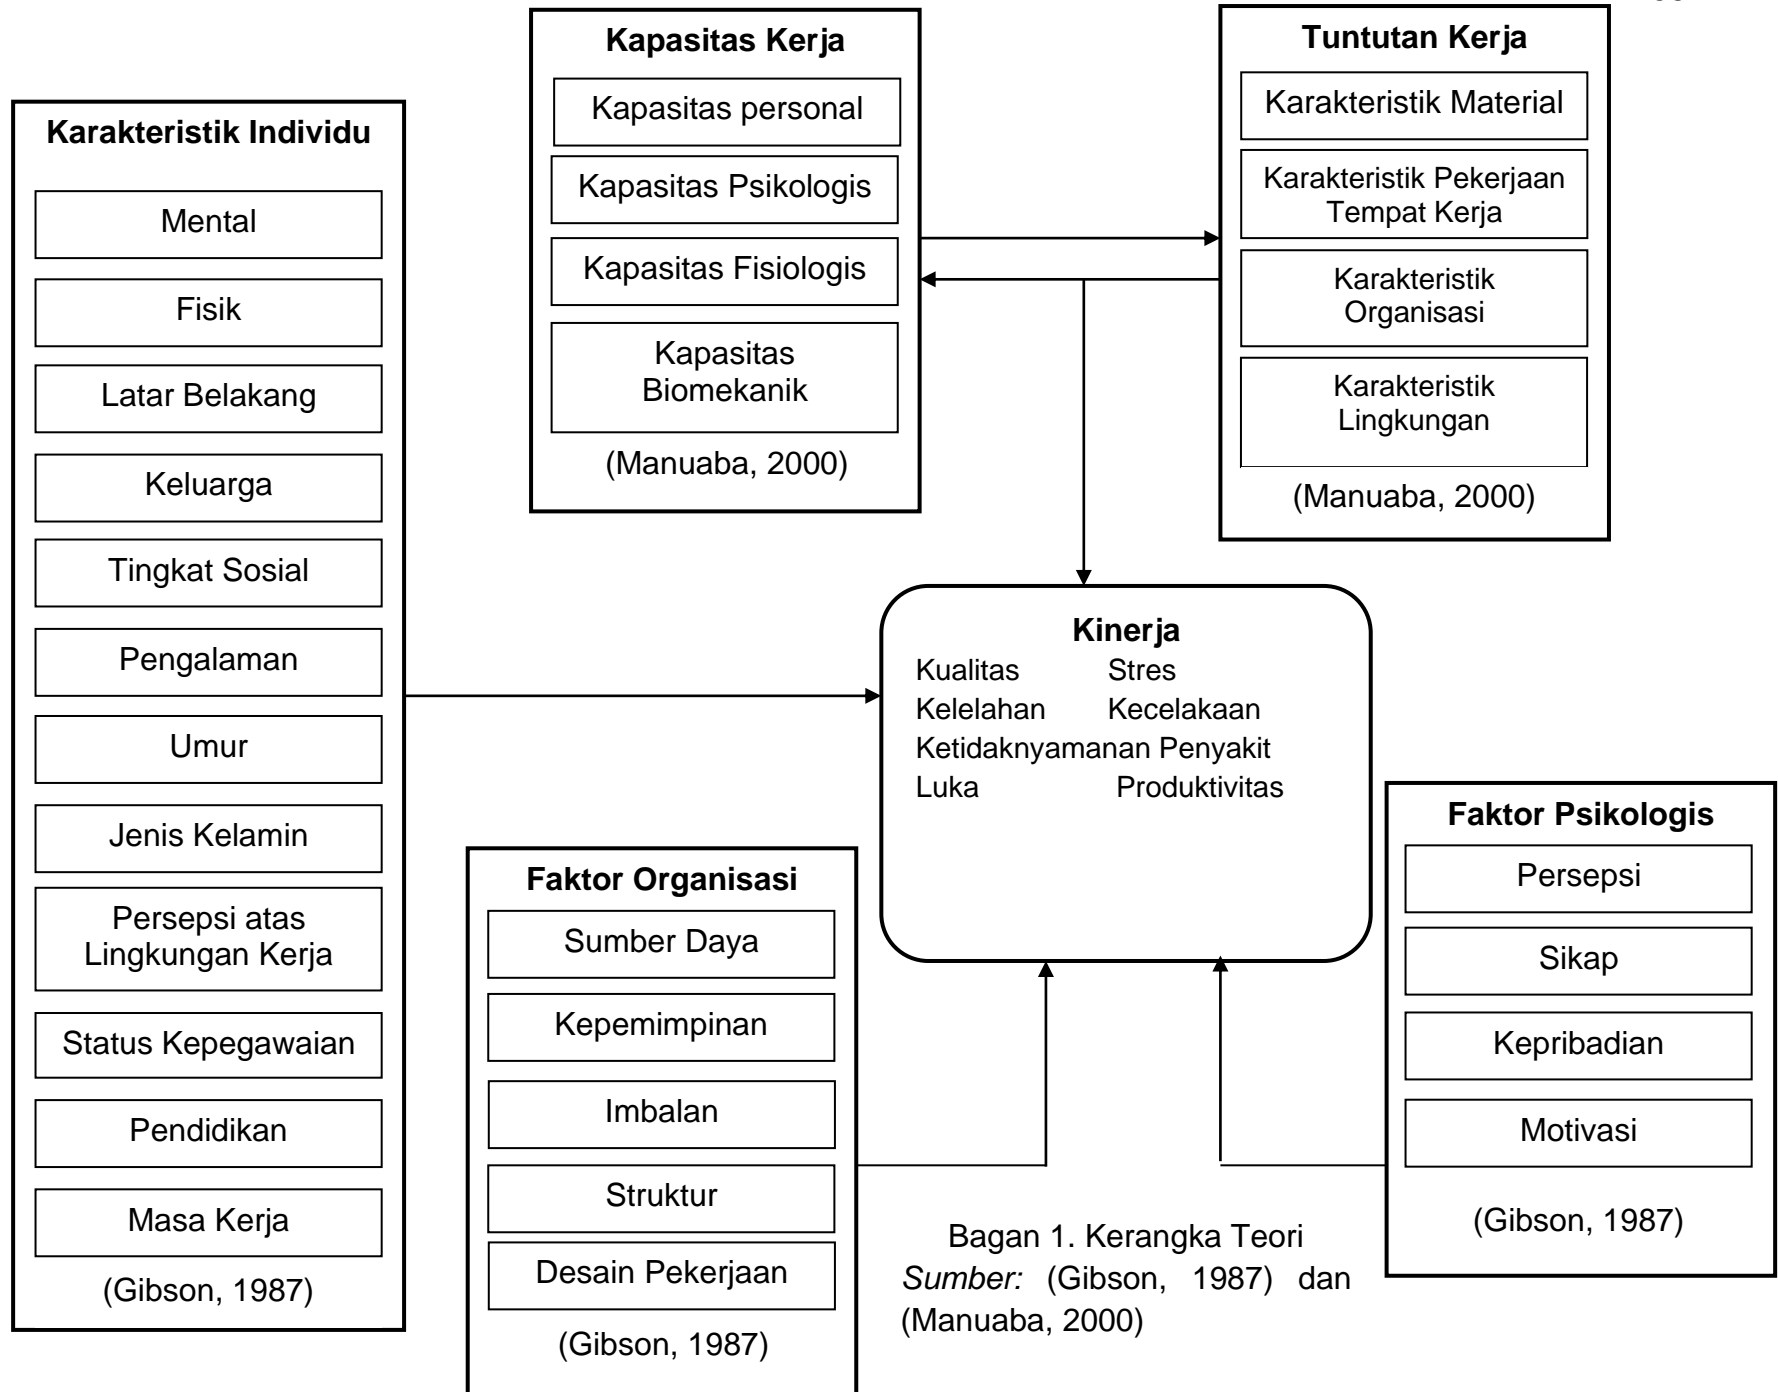 Karakteristik Individu
Mental
Fisik
Latar Belakang
Keluarga
Tingkat Sosial
Pengalaman
Umur
Jenis Kelamin
Persepsi atas
Lingkungan Kerja
Status Kepegawaian
Pendidikan
Masa Kerja
(Gibson, 1987)
Kapasitas Kerja
Kapasitas personal
Kapasitas Psikologis
Kapasitas Fisiologis
Kapasitas
Biomekanik
(Manuaba, 2000)
Tuntutan Kerja
Karakteristik Material
Karakteristik Pekerjaan
Tempat Kerja
Karakteristik
Organisasi
Karakteristik
Lingkungan
(Manuaba, 2000)
Kinerja
Kualitas Stres
Kelelahan Kecelakaan
Ketidaknyamanan Penyakit
Luka Produktivitas
Faktor Organisasi
Sumber Daya
Kepemimpinan
Imbalan
Struktur
Desain Pekerjaan
(Gibson, 1987)
Faktor Psikologis
Persepsi
Sikap
Kepribadian
Motivasi
(Gibson, 1987)
Bagan 1. Kerangka Teori
Sumber: (Gibson, 1987) dan
(Manuaba, 2000)